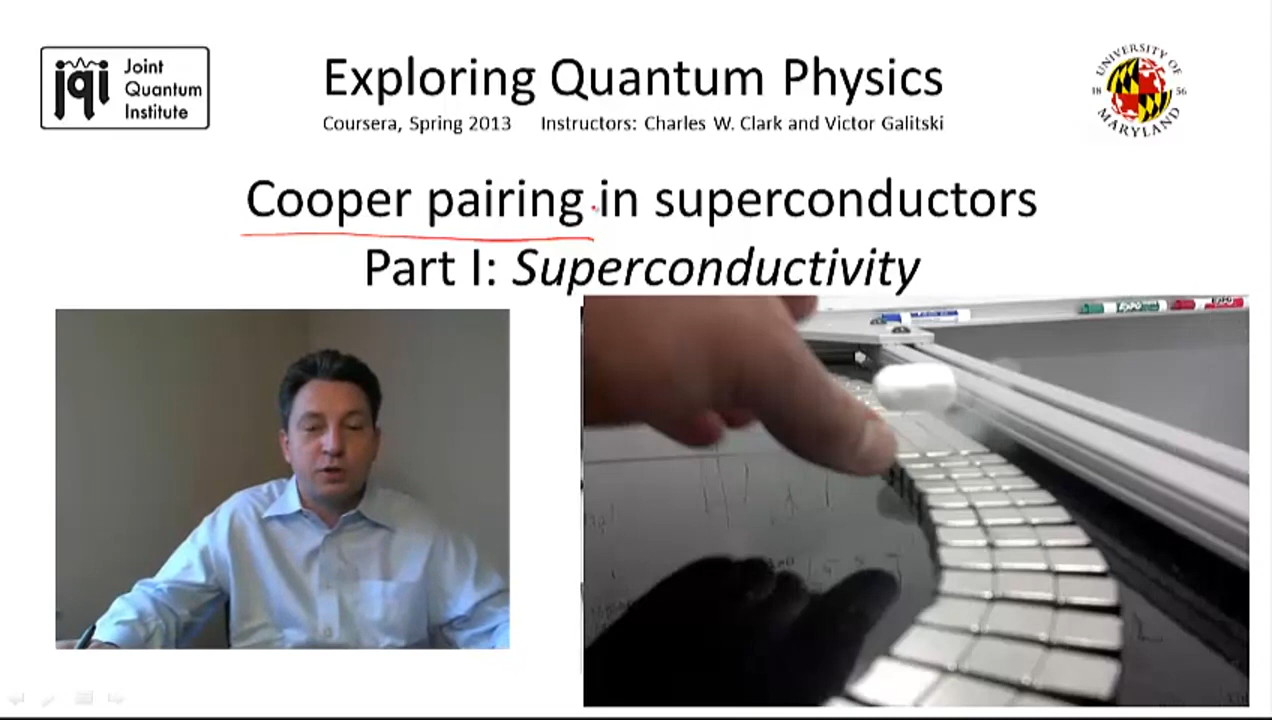 Joint
Quantum
Institute
jqi
Exploring Quantum Physics
Coursera, Spring 2013 Instructors: Charles W. Clark and Victor Galitski
UNIVERSITY OF
18 56
MARYLAND
Cooper pairing in superconductors
Part I: Superconductivity
EXPO
EXPO